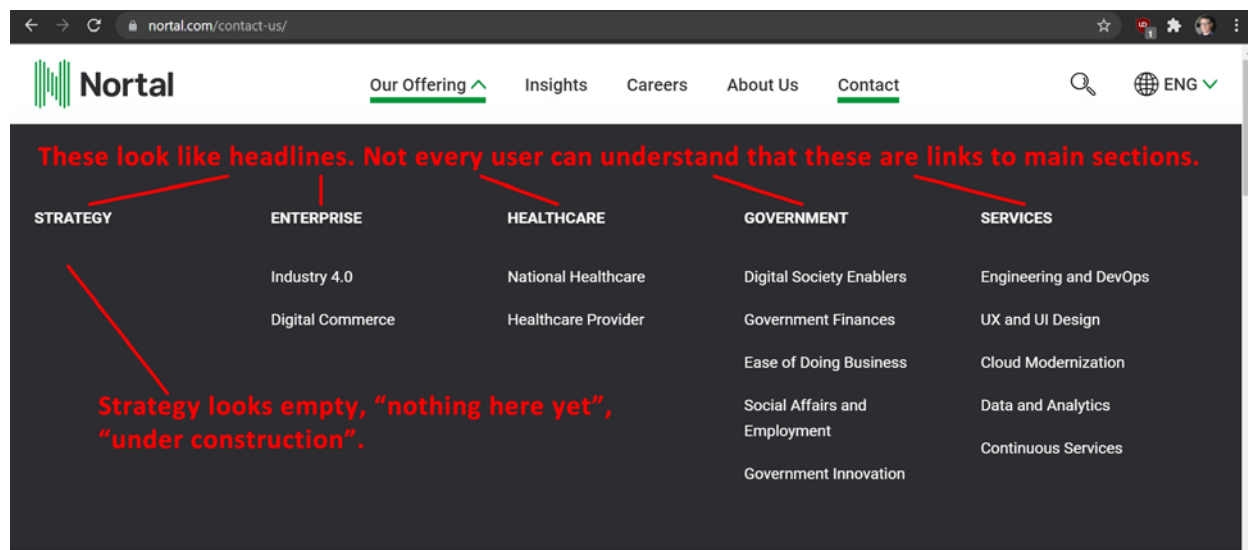 nortal.com/contact-us/
UD
1
Nortal
Our Offering
Insights
Careers
About Us
Contact
ENG
These look like headlines. Not every user can understand that these are links to main sections.
STRATEGY
ENTERPRISE
HEALTHCARE
GOVERNMENT
SERVICES
Industry 4.0
National Healthcare
Digital Society Enablers
Engineering and DevOps
Digital Commerce
Healthcare Provider
Government Finances
UX and UI Design
Ease of Doing Business
Cloud Modernization
Strategy looks empty, “nothing here yet”,
“under construction”.
Social Affairs and
Employment
Data and Analytics
Continuous Services
Government Innovation